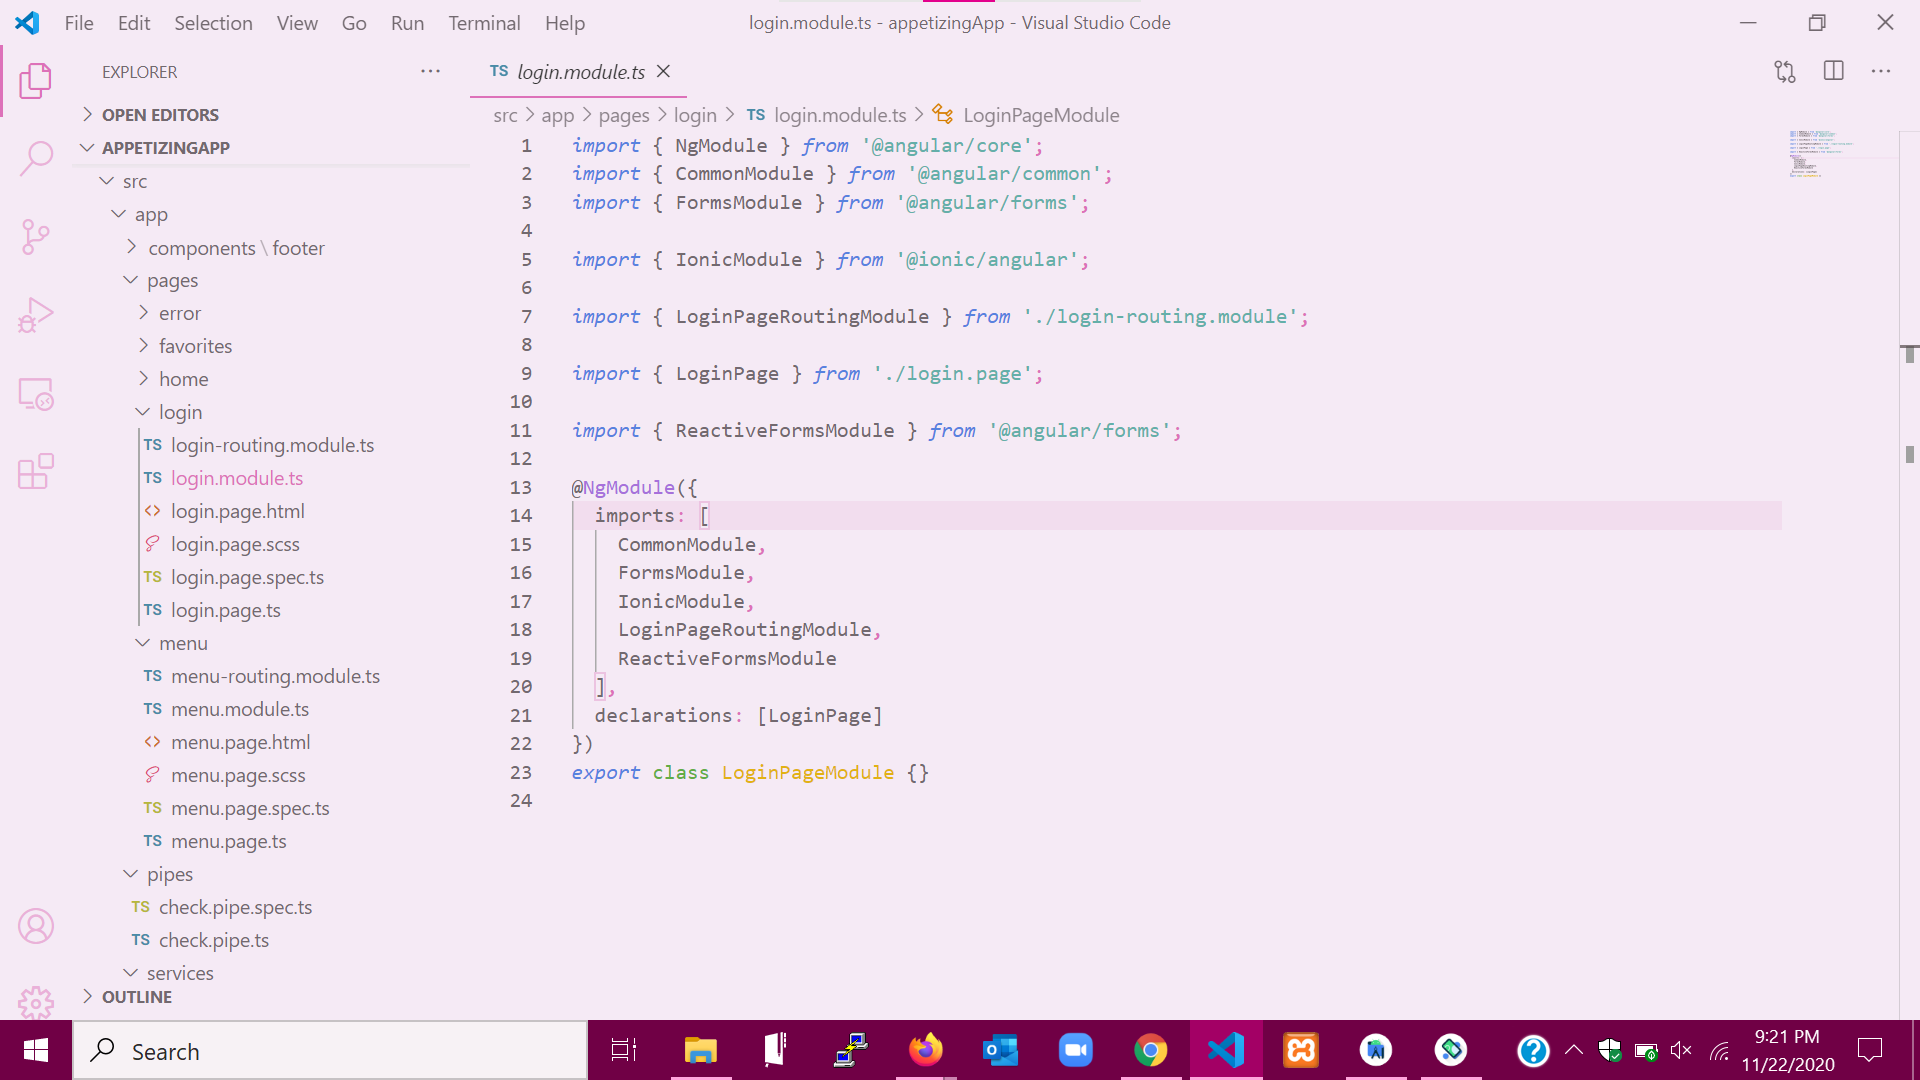 File Edit Selection View Go Run Terminal Help
login.module.ts - appetizingApp - Visual Studio Code
EXPLORER
OPEN EDITORS
APPETIZINGAPP
src
app
components \ footer
pages
error
favorites
home
login
TS login-routing.module.ts
TS login.module.ts
<> login.page.html
login.page.scss
TS login.page.spec.ts
TS login.page.ts
menu
TS menu-routing.module.ts
TS menu.module.ts
<> menu.page.html
menu.page.scss
TS menu.page.spec.ts
TS menu.page.ts
pipes
TS check.pipe.spec.ts
TS check.pipe.ts
services
OUTLINE
TS login.module.ts
src > app > pages > login > TS login.module.ts > LoginPageModule
1 import { NgModule } from '@angular/core';
2 import { CommonModule } from '@angular/common';
3 import { FormsModule } from '@angular/forms';
4
5 import { IonicModule } from '@ionic/angular';
6
7 import { LoginPageRoutingModule } from './login-routing.module';
8
9 import { LoginPage } from './login.page';
10
11 import { ReactiveFormsModule } from '@angular/forms';
12
13 @NgModule({
14 imports: [
15 CommonModule,
16 FormsModule,
17 IonicModule,
18 LoginPageRoutingModule,
19 ReactiveFormsModule
20 ],
21 declarations: [LoginPage]
22 })
23 export class LoginPageModule {}
24
Search
9:21 PM
11/22/2020